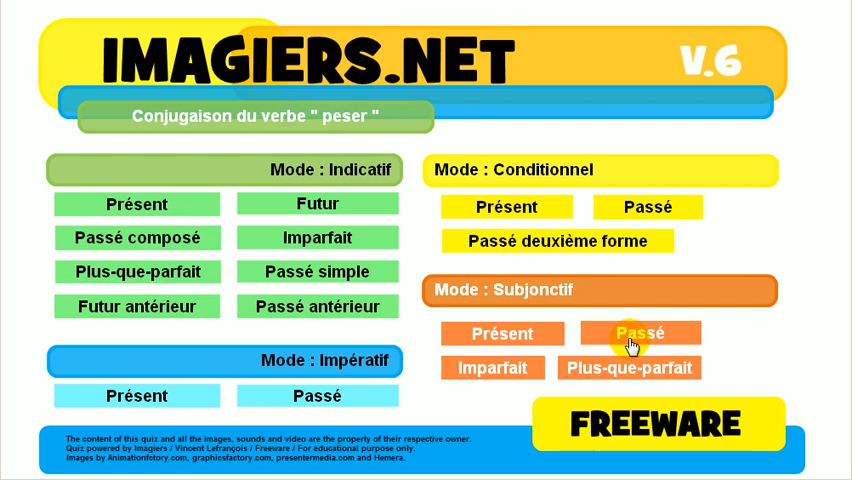 IMAGIERS.NET
V.6
Conjugaison du verbe " peser "
Mode : Indicatif
Présent
Futur
Passé composé
Imparfait
Plus-que-parfait
Passé simple
Futur antérieur
Passé antérieur
Mode : Impératif
Présent
Passé
Mode : Conditionnel
Présent
Passé
Passé deuxième forme
Mode : Subjonctif
Présent
Passé
Imparfait
Plus-que-parfait
FREEWARE
The content of this quiz and all the images, sounds and video are the property of their respective owner.
Quiz powered by Imagiers / Vincent Lefrançois / Freeware / For educational purpose only.
Images by Animationfctory.com, graphicsfactory.com, presentermedia.com and Hemera.